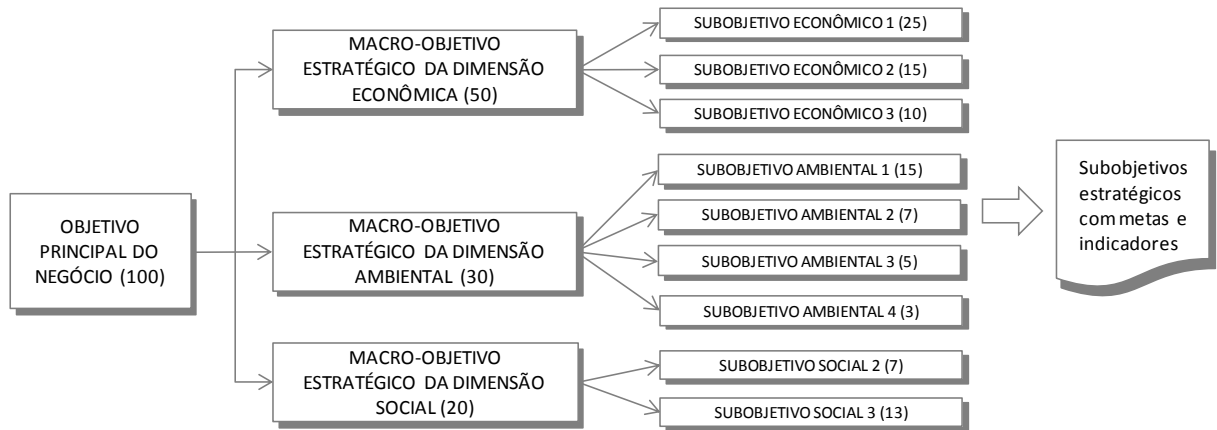 OBJETIVO
PRINCIPAL DO
NEGÓCIO (100)
MACRO-OBJETIVO
ESTRATÉGICO DA DIMENSÃO
ECONÔMICA (50)
SUBOBJETIVO ECONÔMICO 1 (25)
SUBOBJETIVO ECONÔMICO 2 (15)
SUBOBJETIVO ECONÔMICO 3 (10)
MACRO-OBJETIVO
ESTRATÉGICO DA DIMENSÃO
AMBIENTAL (30)
SUBOBJETIVO AMBIENTAL 1 (15)
SUBOBJETIVO AMBIENTAL 2 (7)
SUBOBJETIVO AMBIENTAL 3 (5)
SUBOBJETIVO AMBIENTAL 4 (3)
MACRO-OBJETIVO
ESTRATÉGICO DA DIMENSÃO
SOCIAL (20)
SUBOBJETIVO SOCIAL 2 (7)
SUBOBJETIVO SOCIAL 3 (13)
Subobjetivos
estratégicos
com metas e
indicadores